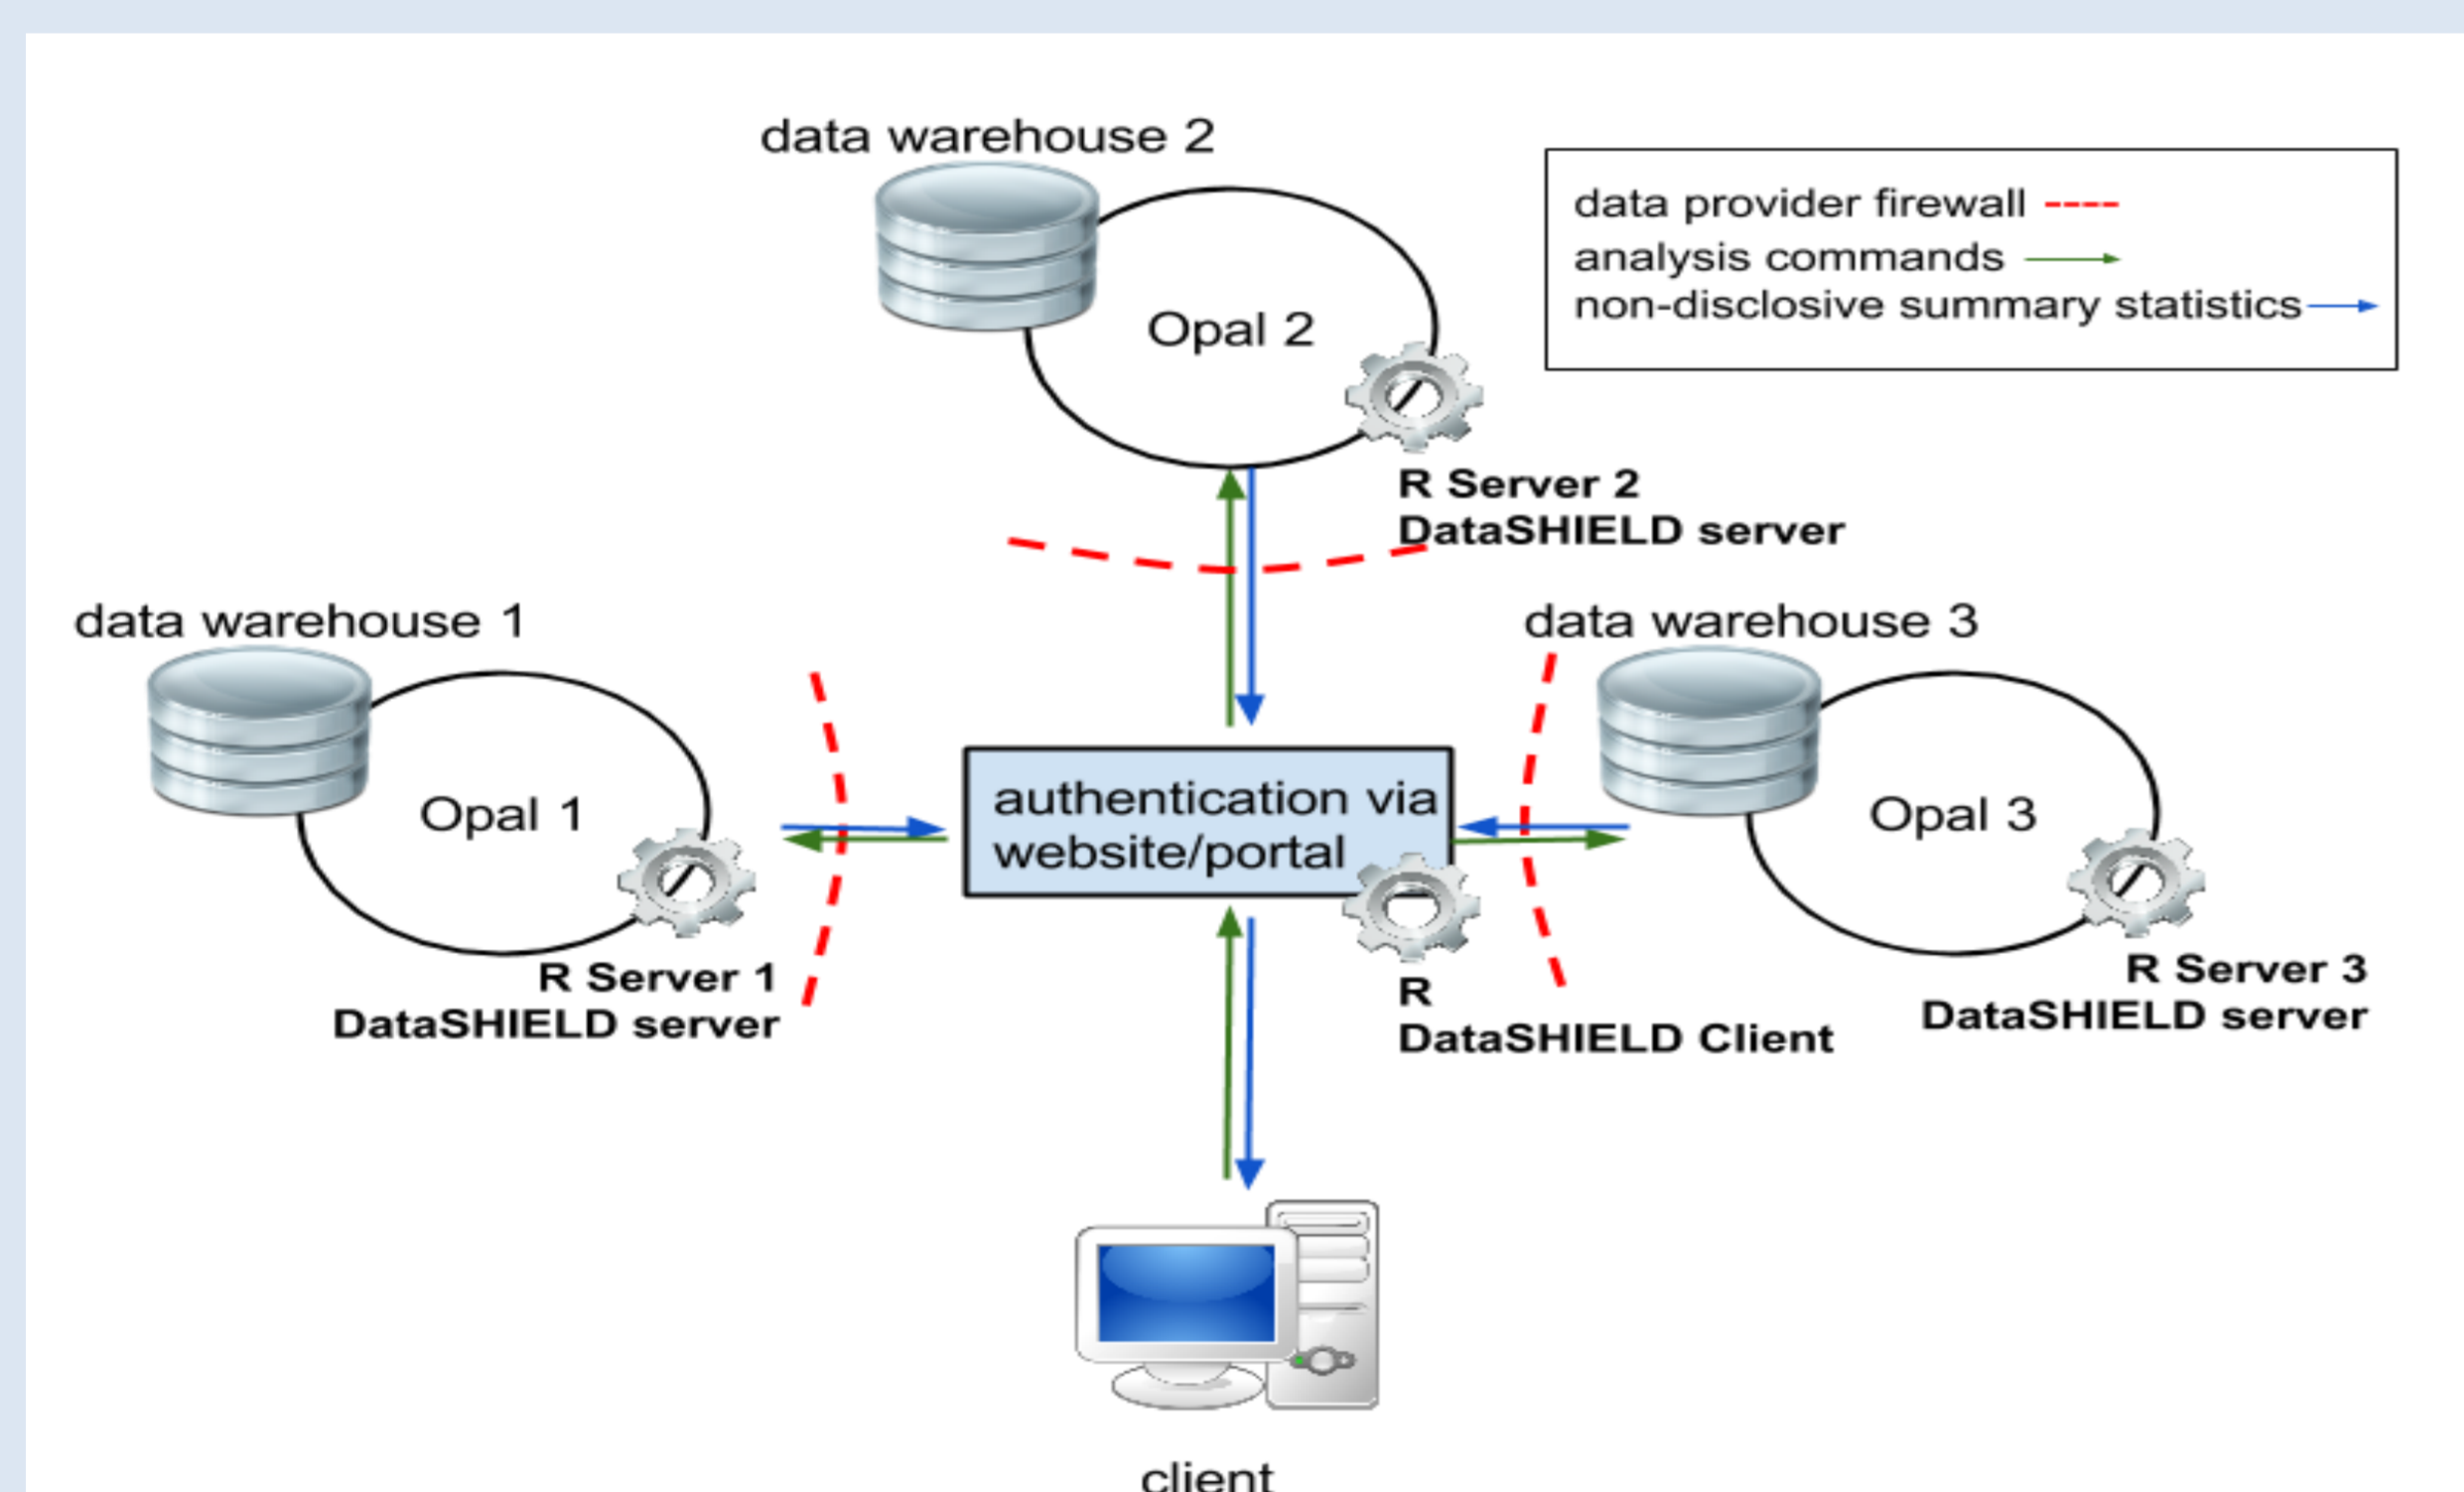 data warehouse 2
data provider firewall
analysis commands
non-disclosive summary statistics
Opal 2
R Server 2
DataSHIELD server
data warehouse 1
data warehouse 3
authentication via
website/portal
Opal 1
Opal 3
R Server 1
DataSHIELD server
R
DataSHIELD Client
R Server 3
DataSHIELD server
client